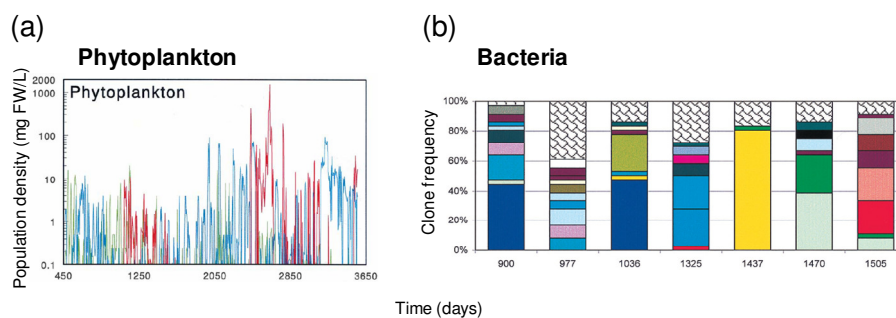 (a)
Phytoplankton
Phytoplankton
Population density (mg FW/L)
2000
1000
100
10
1
0.1
450 1250 2050 2850 3650
(b)
Bacteria
Clone frequency
100%
80%
60%
40%
20%
0%
900 977 1036 1325 1437 1470 1505
Time (days)